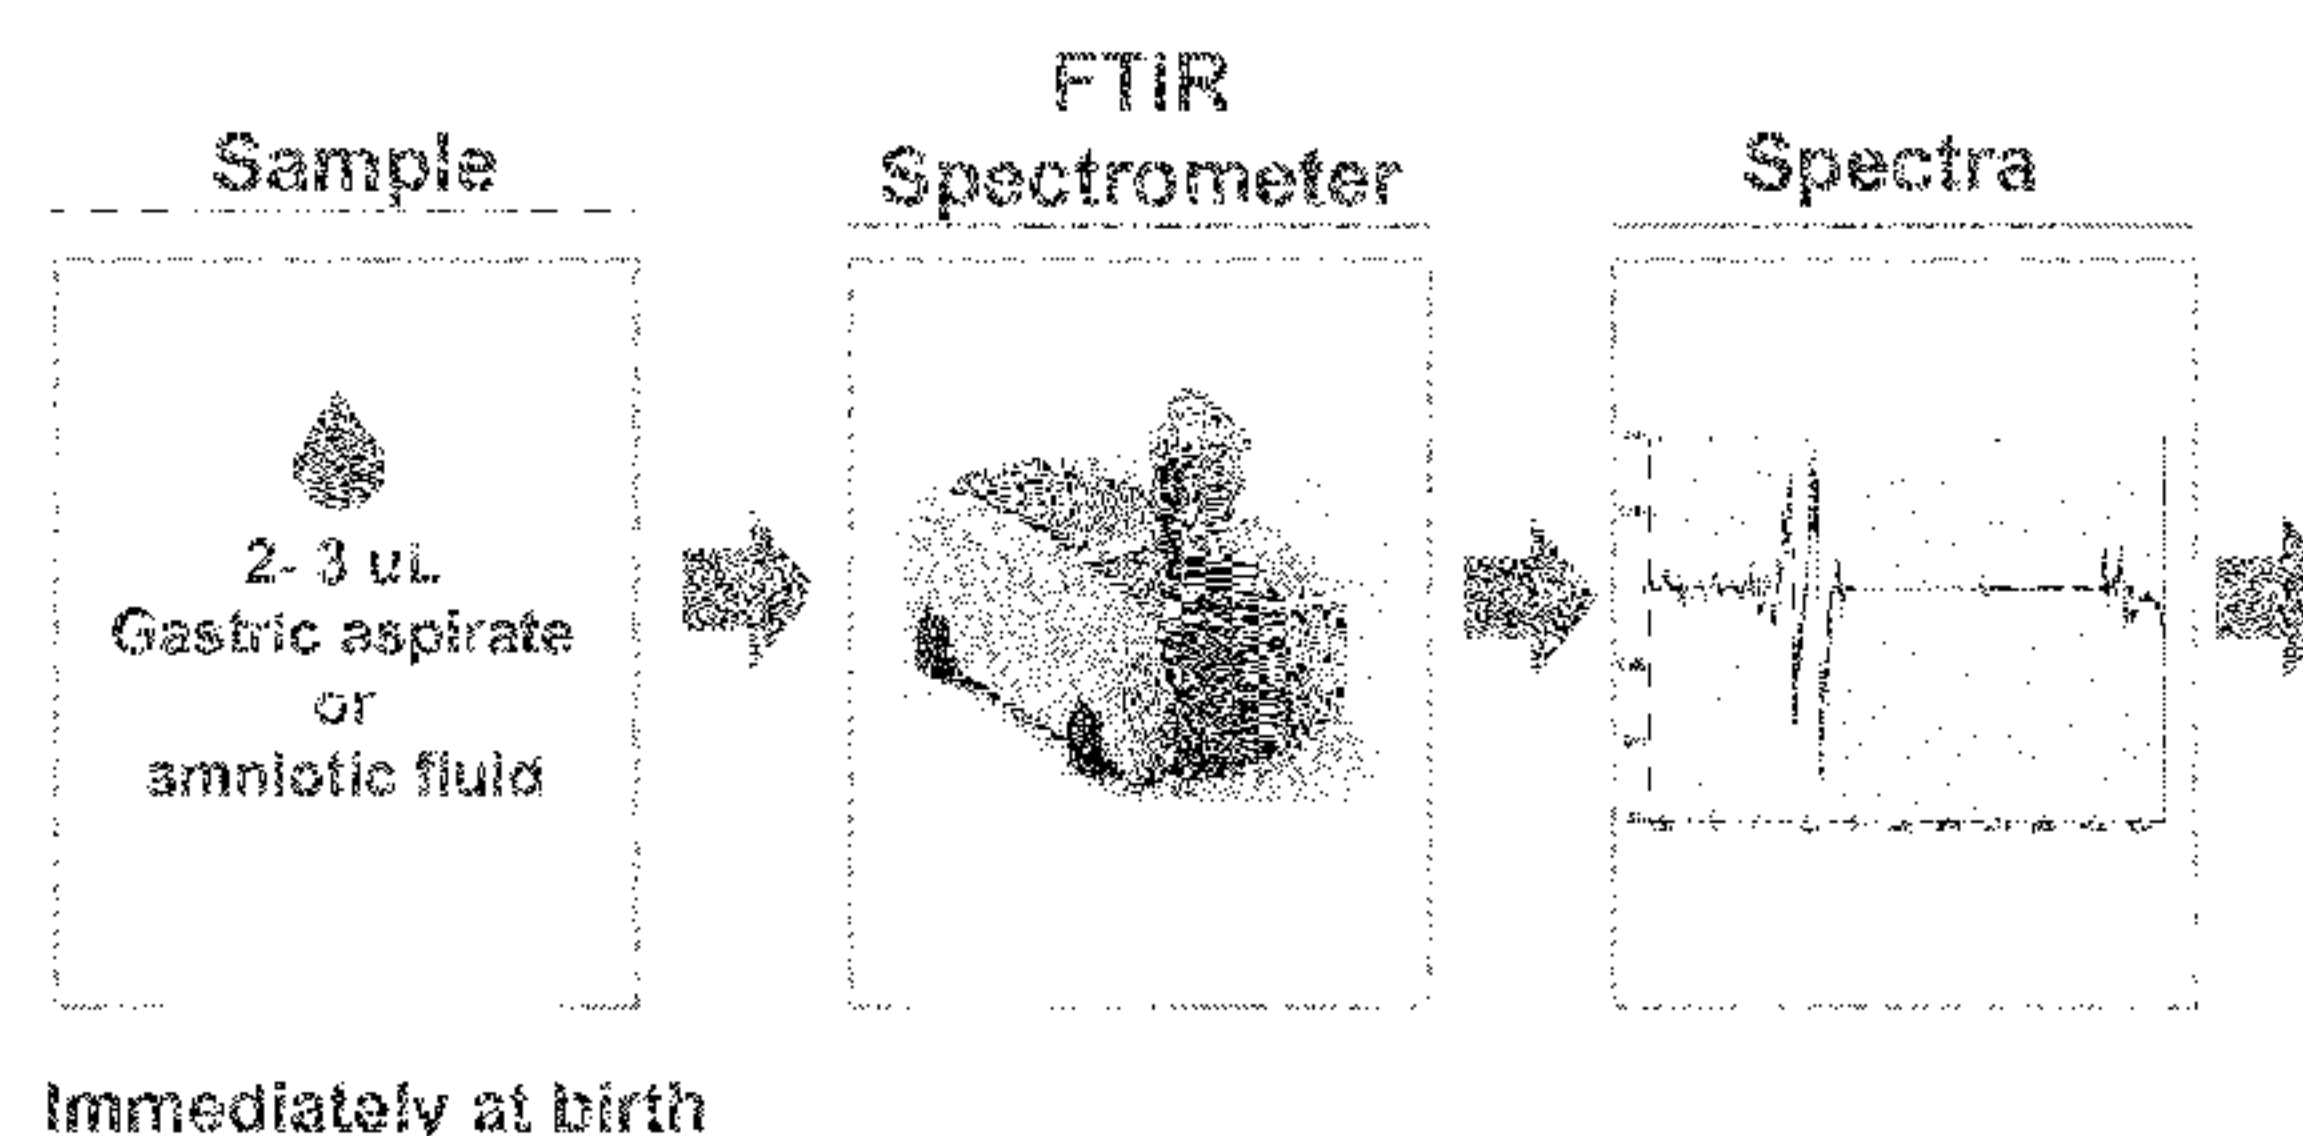 Sample
FTIR
Spectrometer
Spectra
2- 3 uL
Gastric aspirate
or
amniotic fluid
Immediately at birth